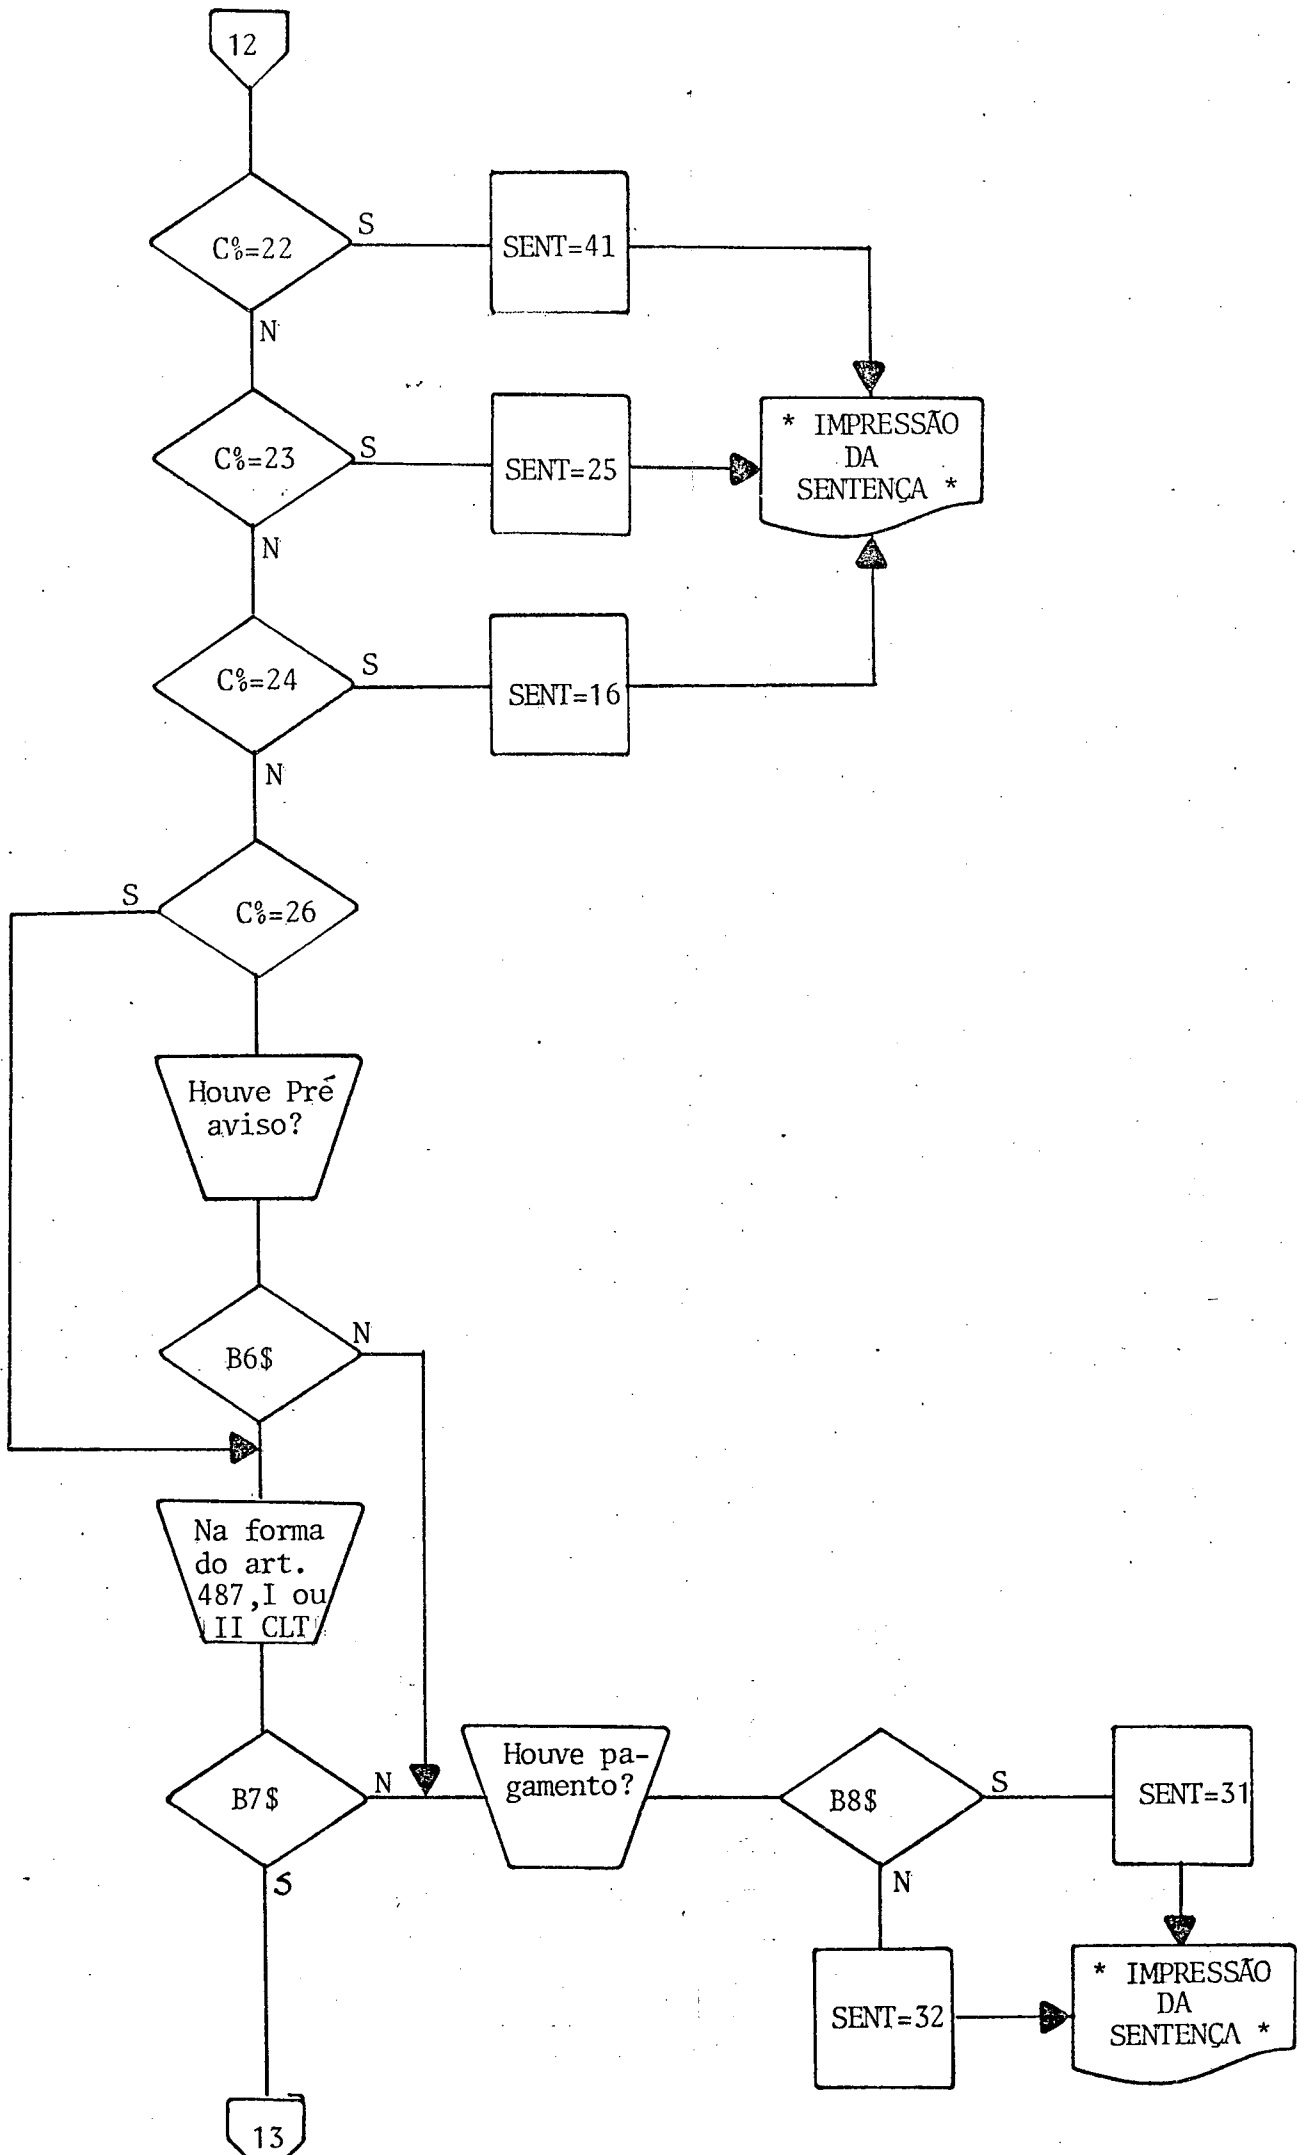 12
C%=22
S
SENT=41
N
C%=23
S
SENT=25
* IMPRESSÃO
DA
SENTENÇA *
N
C%=24
S
SENT=16
N
S
C%=26
Houve Pré
aviso?
B6$
N
Na forma
do art.
487,I ou
II CLT
B7$
N
Houve pa-
gamento?
B8$
S
SENT=31
S
N
SENT=32
* IMPRESSÃO
DA
SENTENÇA *
13